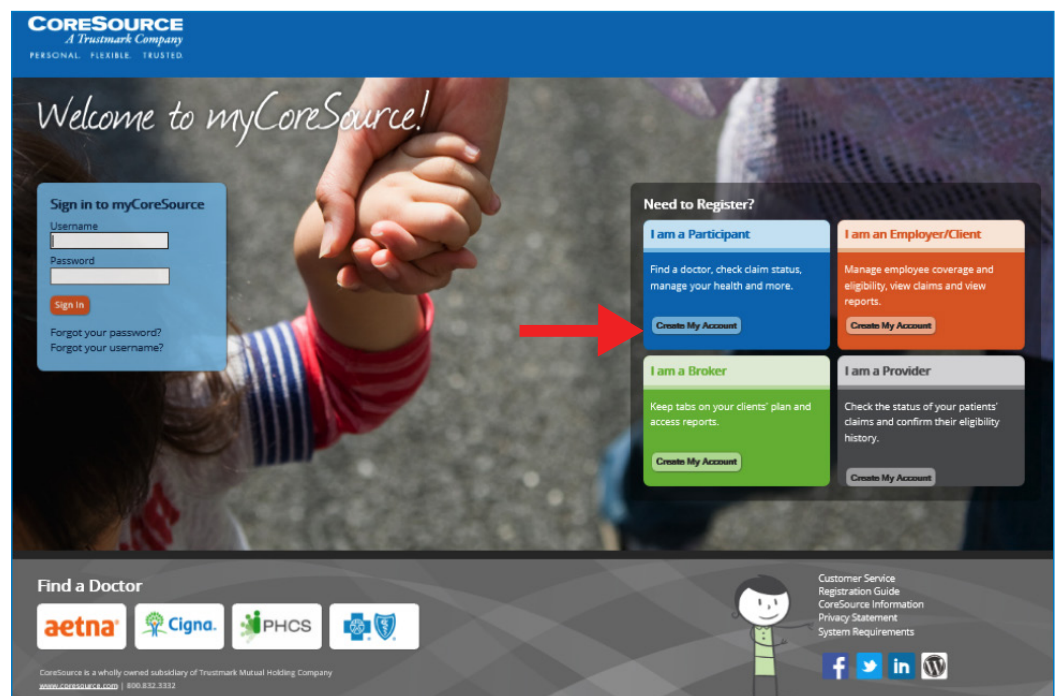 CORESOURCE
A Trustmark Company
PERSONAL. FLEXIBLE. TRUSTED.
Welcome to myCoreSource!
Sign in to myCoreSource
Username
Password
Sign In
Forgot your password?
Forgot your username?
Need to Register?
I am a Participant
Find a doctor, check claim status,
manage your health and more.
Create My Account
I am an Employer/Client
Manage employee coverage and
eligibility, view claims and view
reports.
Create My Account
I am a Broker
Keep tabs on your clients' plan and
access reports.
Create My Account
I am a Provider
Check the status of your patients'
claims and confirm their eligibility
history.
Create My Account
Find a Doctor
aetna
Cigna.
PHCS
CoreSource is a wholly owned subsidiary of Trustmark Mutual Holding Company
www.coresource.com | 800.832.3332
Customer Service
Registration Guide
CoreSource Information
Privacy Statement
System Requirements